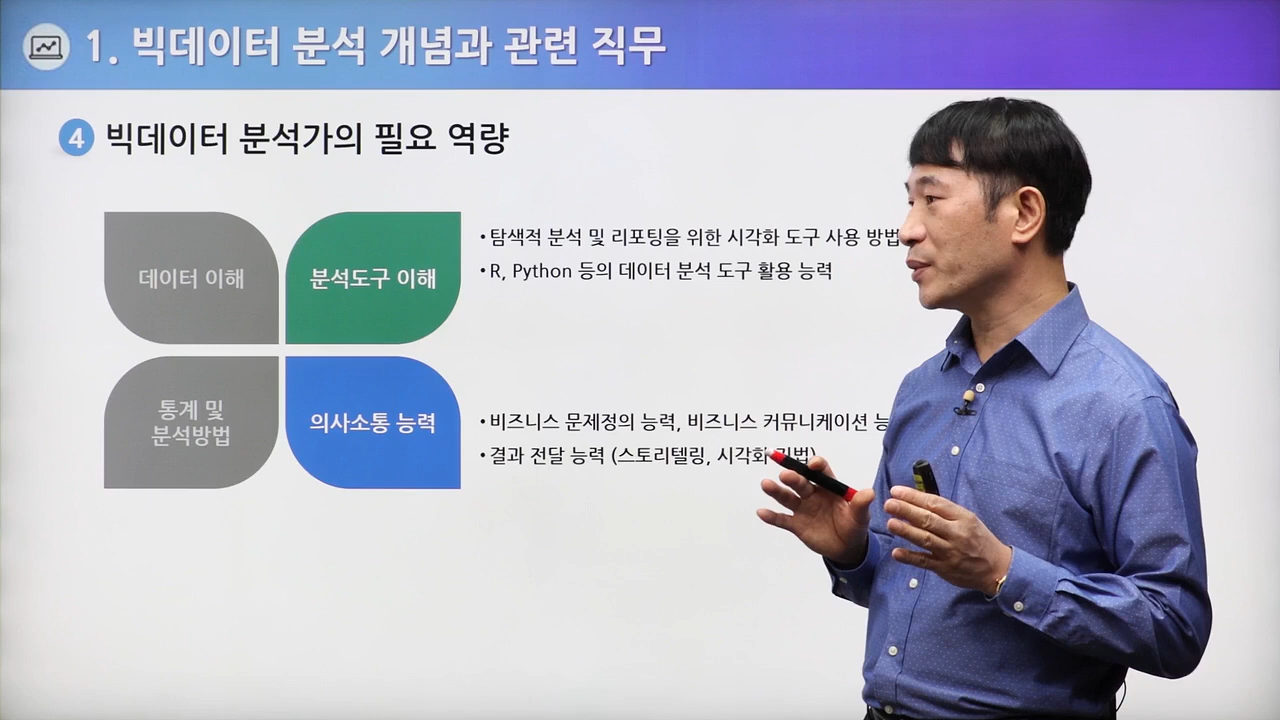 1. 빅데이터 분석 개념과 관련 직무
4 빅데이터 분석가의 필요 역량
데이터 이해
분석도구 이해
•탐색적 분석 및 리포팅을 위한 시각화 도구 사용 방법
•R, Python 등의 데이터 분석 도구 활용 능력
통계 및
분석방법
의사소통 능력
•비즈니스 문제정의 능력, 비즈니스 커뮤니케이션
•결과 전달 능력 (스토리텔링, 시각화